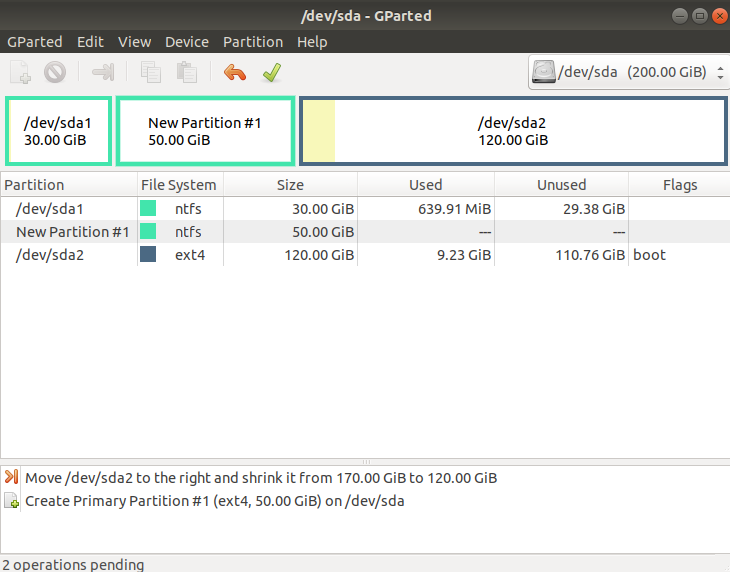 /dev/sda - GParted
GParted Edit View Device Partition Help
/dev/sda (200.00 GiB)
/dev/sda1
30.00 GiB
New Partition #1
50.00 GiB
/dev/sda2
120.00 GiB
Partition File System Size Used Unused Flags
/dev/sda1 ntfs 30.00 GiB 639.91 MiB 29.38 GiB
New Partition #1 ntfs 50.00 GiB --- ---
/dev/sda2 ext4 120.00 GiB 9.23 GiB 110.76 GiB boot
Move /dev/sda2 to the right and shrink it from 170.00 GiB to 120.00 GiB
Create Primary Partition #1 (ext4, 50.00 GiB) on /dev/sda
2 operations pending